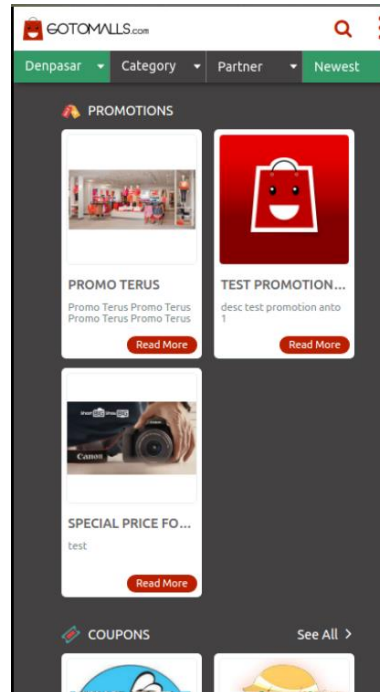 GOTOMALLS.com
Denpasar
Category
Partner
Newest
PROMOTIONS
PROMO TERUS
Promo Terus Promo Terus
Promo Terus Promo Terus
Read More
TEST PROMOTION...
desc test promotion anto
1
Read More
Canon
SPECIAL PRICE FO...
test
Read More
COUPONS
See All